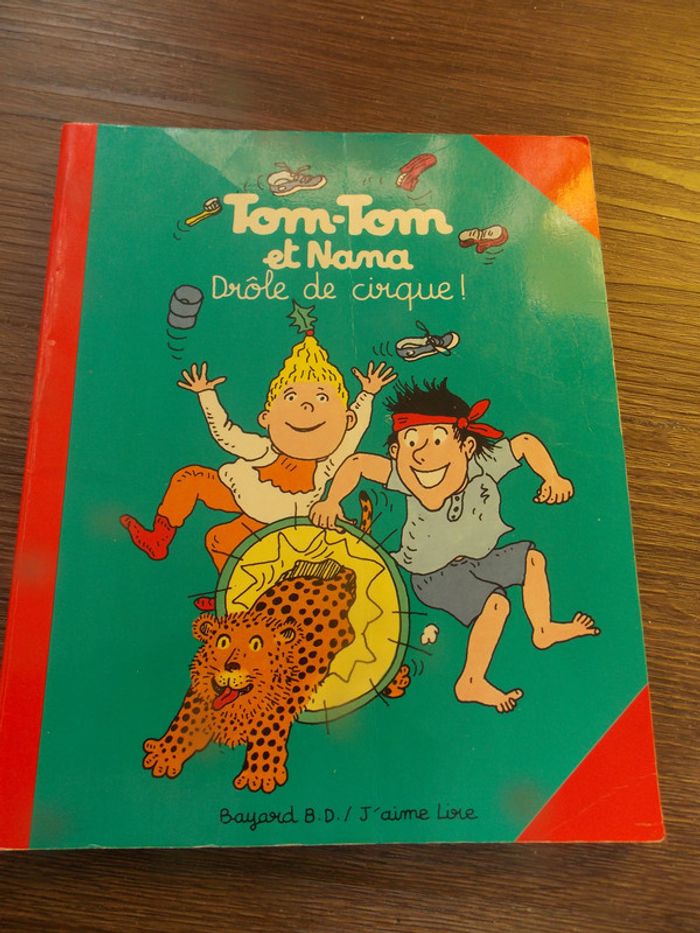 Tom-Tom
et Nana
Drôle de cirque!
Bayard B.D. / J'aime Lire